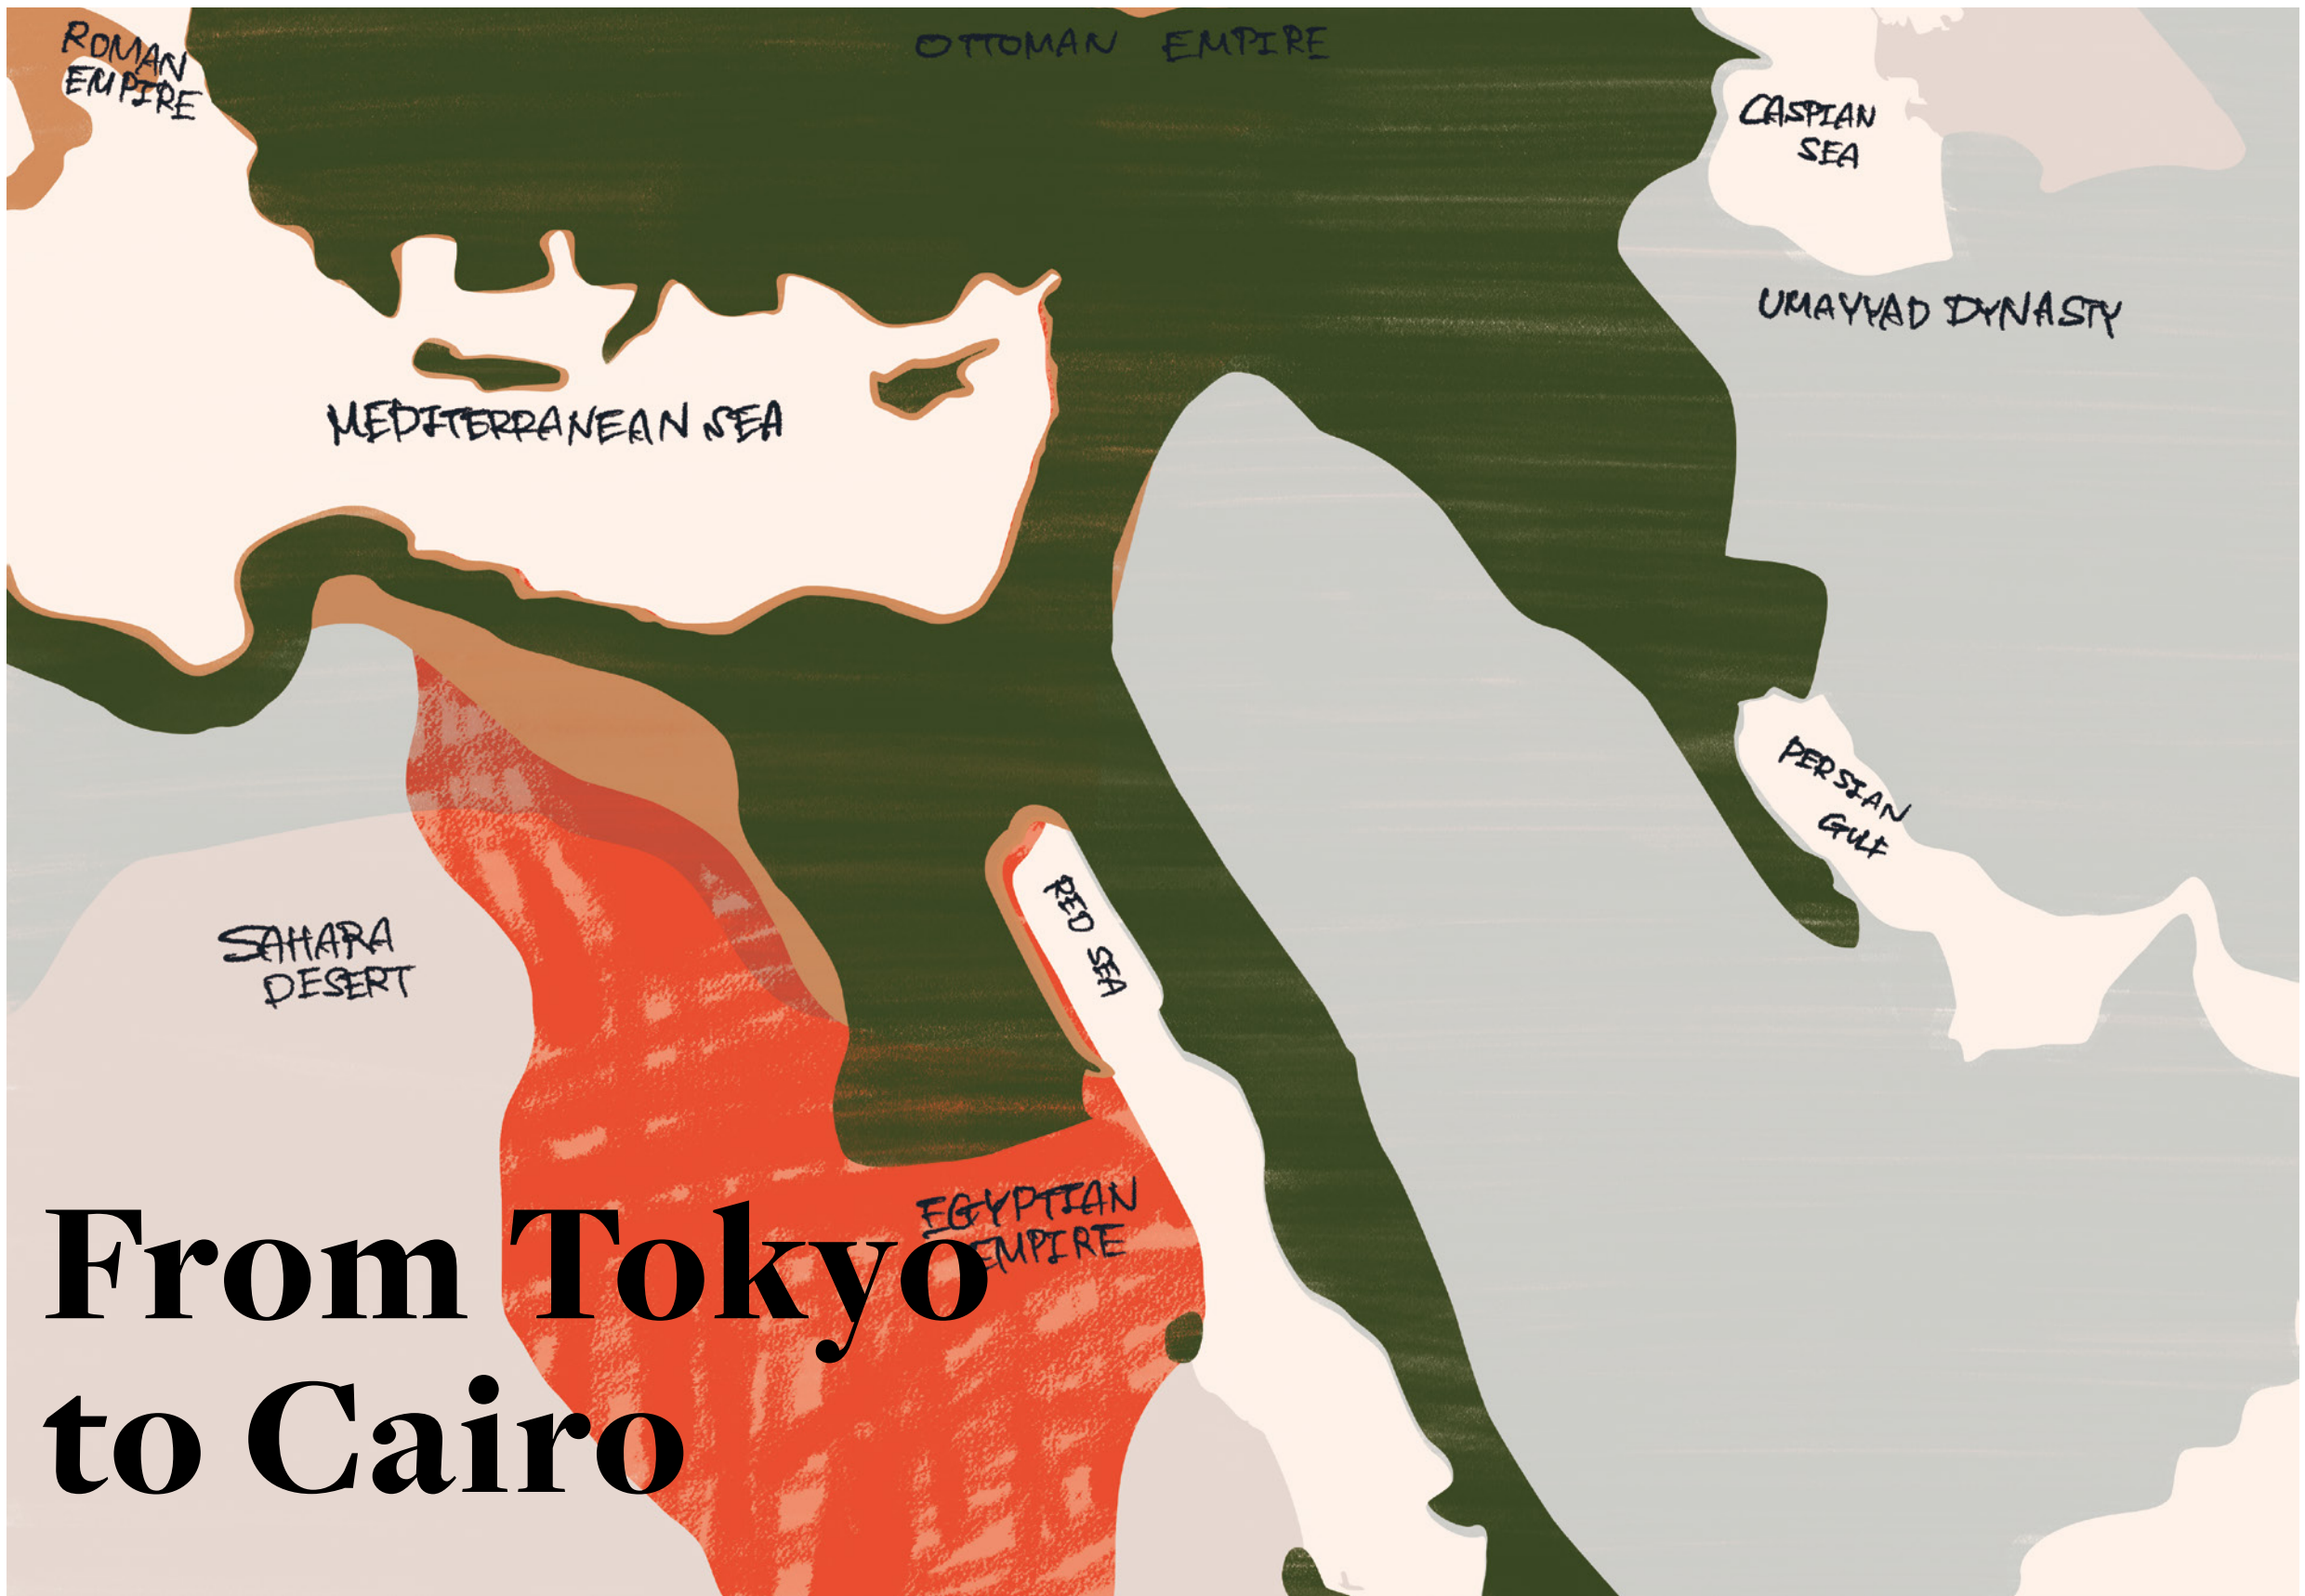 ROMAN
EMPIRE
OTTOMAN EMPIRE
CASPIAN
SEA
UMAYYAD DYNASTY
MEDITERRANEAN SEA
PERSIAN
GULF
RED SEA
SAHARA
DESERT
EGYPTIAN
EMPIRE
From Tokyo
to Cairo